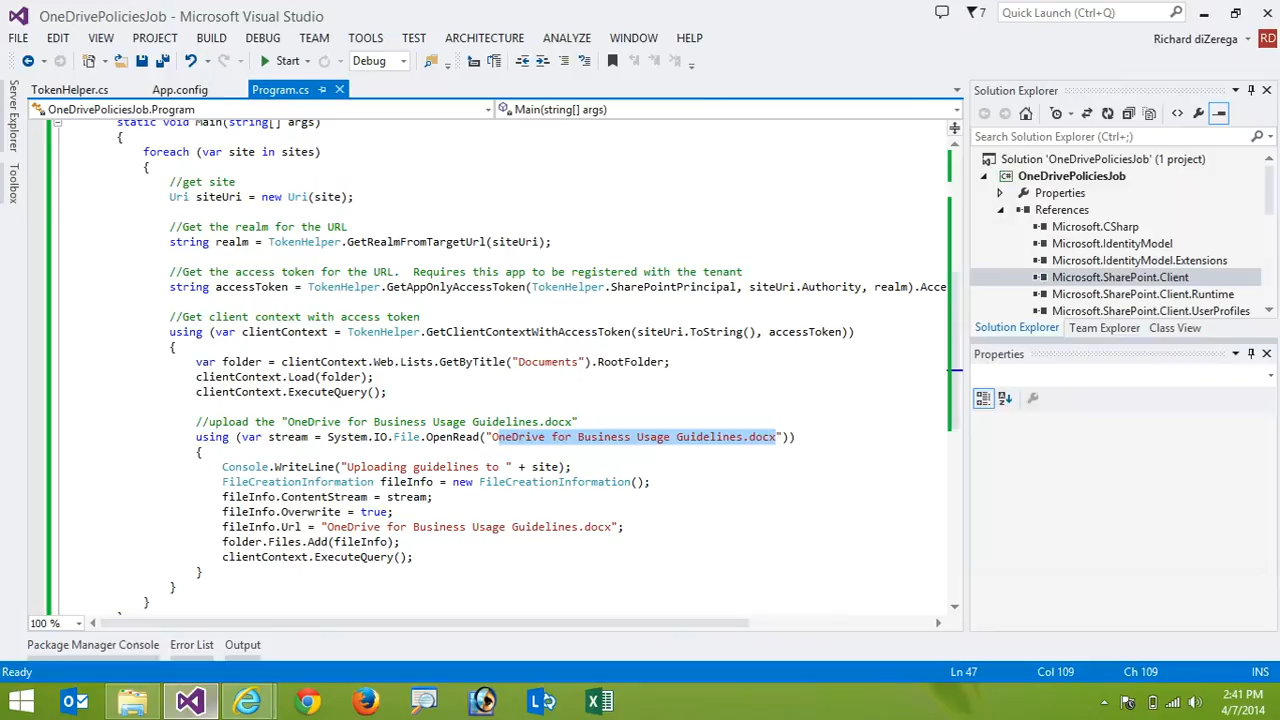 OneDrivePoliciesJob - Microsoft Visual Studio
7
Quick Launch (Ctrl+Q)
FILE EDIT VIEW PROJECT BUILD DEBUG TEAM TOOLS TEST ARCHITECTURE ANALYZE WINDOW HELP
Richard diZerega RD
Start Debug
TokenHelper.cs App.config Program.cs
OneDrivePoliciesJob.Program Main(string[] args)
Server Explorer
Toolbox
static void Main(string[] args)
{
foreach (var site in sites)
{
//get site
Uri siteUri = new Uri(site);
//Get the realm for the URL
string realm = TokenHelper.GetRealmFromTargetUrl(siteUri);
//Get the access token for the URL.  Requires this app to be registered with the tenant
string accessToken = TokenHelper.GetAppOnlyAccessToken(TokenHelper.SharePointPrincipal, siteUri.Authority, realm).Acce
//Get client context with access token
using (var clientContext = TokenHelper.GetClientContextWithAccessToken(siteUri.ToString(), accessToken))
{
var folder = clientContext.Web.Lists.GetByTitle("Documents").RootFolder;
clientContext.Load(folder);
clientContext.ExecuteQuery();
//upload the "OneDrive for Business Usage Guidelines.docx"
using (var stream = System.IO.File.OpenRead("OneDrive for Business Usage Guidelines.docx"))
{
Console.WriteLine("Uploading guidelines to " + site);
FileCreationInformation fileInfo = new FileCreationInformation();
fileInfo.ContentStream = stream;
fileInfo.Overwrite = true;
fileInfo.Url = "OneDrive for Business Usage Guidelines.docx";
folder.Files.Add(fileInfo);
clientContext.ExecuteQuery();
}
}
}
100 %
Solution Explorer
Search Solution Explorer (Ctrl+;)
Solution 'OneDrivePoliciesJob' (1 project)
OneDrivePoliciesJob
Properties
References
Microsoft.CSharp
Microsoft.IdentityModel
Microsoft.IdentityModel.Extensions
Microsoft.SharePoint.Client
Microsoft.SharePoint.Client.Runtime
Microsoft.SharePoint.Client.UserProfiles
Solution Explorer Team Explorer Class View
Properties
Package Manager Console Error List Output
Ready Ln 47 Col 109 Ch 109 INS
2:41 PM
4/7/2014